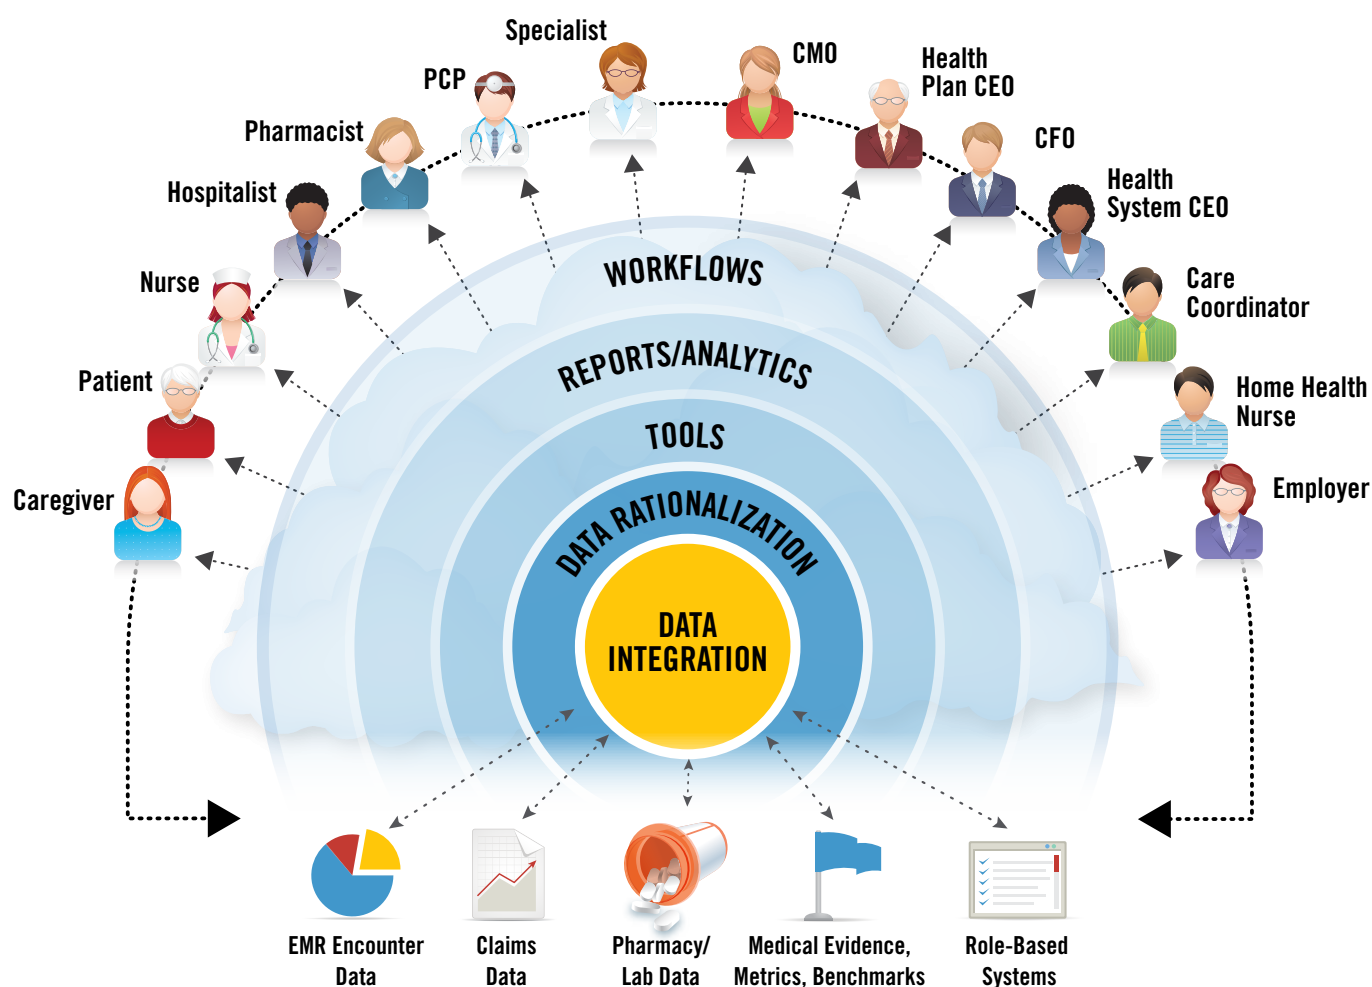 Specialist
CMO
Health
Plan CEO
PCP
CFO
Pharmacist
Health
System CEO
Hospitalist
Care
Coordinator
Nurse
Patient
Home Health
Nurse
Caregiver
Employer
WORKFLOWS
REPORTS/ANALYTICS
TOOLS
DATA RATIONALIZATION
DATA
INTEGRATION
EMR Encounter
Data
Claims
Data
Pharmacy/
Lab Data
Medical Evidence,
Metrics, Benchmarks
Role-Based
Systems